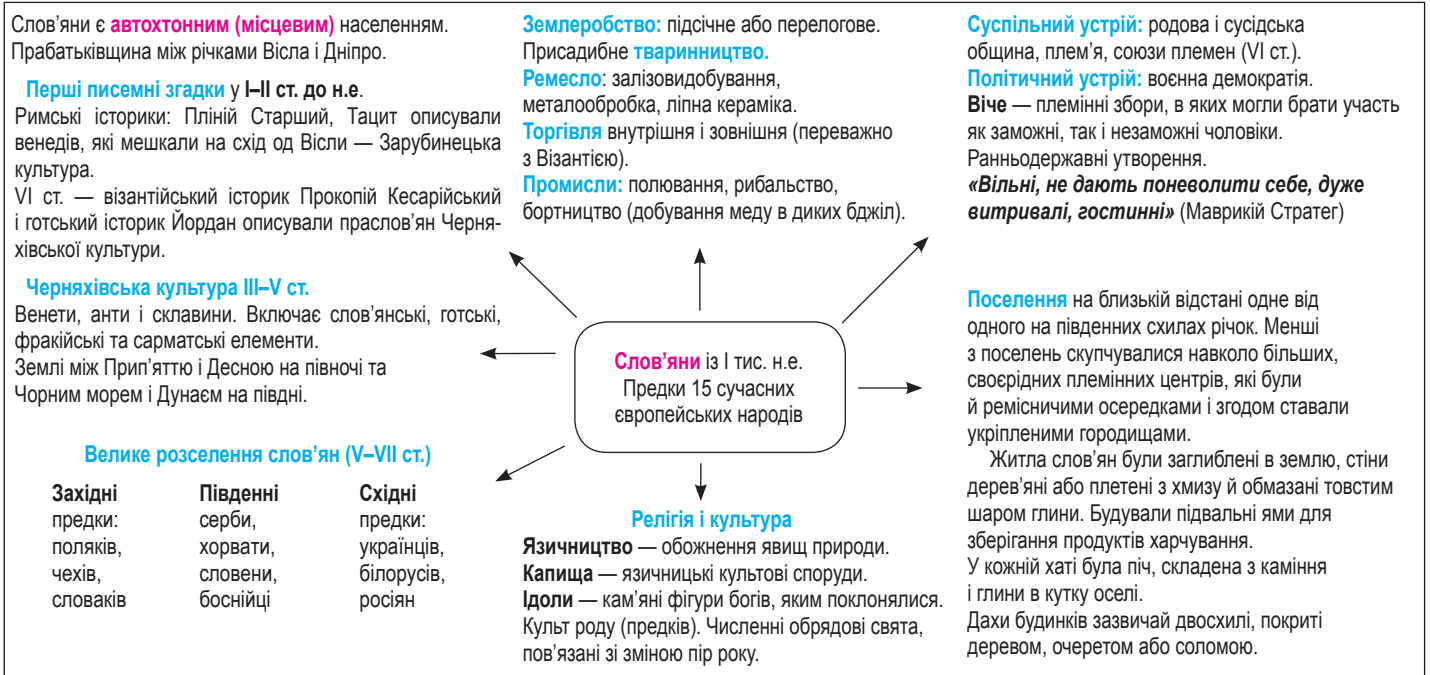 Слов’яни є автохтонним (місцевим) населенням.
Прабатьківщина між річками Вісла і Дніпро.
Перші писемні згадки у І–ІІ ст. до н.е.
Римські історики: Пліній Старший, Тацит описували
венедів, які мешкали на схід од Вісли — Зарубинецька
культура.
VI ст. — візантійський історик Прокопій Кесарійський
і готський історик Йордан описували праслов’ян Черня-
хівської культури.
Черняхівська культура ІІІ–V ст.
Венети, анти і склавини. Включає слов’янські, готські,
фракійські та сарматські елементи.
Землі між Прип’яттю і Десною на півночі та
Чорним морем і Дунаєм на півдні.
Велике розселення слов’ян (V–VII ст.)
Західні
предки:
поляків,
чехів,
словаків
Південні
серби,
хорвати,
словени,
боснійці
Східні
предки:
українців,
білорусів,
росіян
Землеробство: підсічне або перелогове.
Присадибне тваринництво.
Ремесло: залізовидобування,
металообробка, ліпна кераміка.
Торгівля внутрішня і зовнішня (переважно
з Візантією).
Промисли: полювання, рибальство,
бортництво (добування меду в диких бджіл).
Слов’яни із І тис. н.е.
Предки 15 сучасних
європейських народів
Релігія і культура
Язичництво — обожнення явищ природи.
Капища — язичницькі культові споруди.
Ідоли — кам’яні фігури богів, яким поклонялися.
Культ роду (предків). Численні обрядові свята,
пов’язані зі зміною пір року.
Суспільний устрій: родова і сусідська
община, плем’я, союзи племен (VI ст.).
Політичний устрій: воєнна демократія.
Віче — племінні збори, в яких могли брати участь
як заможні, так і незаможні чоловіки.
Ранньодержавні утворення.
«Вільні, не дають поневолити себе, дуже
витривалі, гостинні» (Маврикій Стратег)
Поселення на близькій відстані одне від
одного на південних схилах річок. Менші
з поселень скупчувалися навколо більших,
своєрідних племінних центрів, які були
й ремісничими осередками і згодом ставали
укріпленими городищами.
Житла слов’ян були заглиблені в землю, стіни
дерев’яні або плетені з хмизу й обмазані товстим
шаром глини. Будували підвальні ями для
зберігання продуктів харчування.
У кожній хаті була піч, складена з каміння
і глини в кутку оселі.
Дахи будинків зазвичай двосхилі, покриті
деревом, очеретом або соломою.